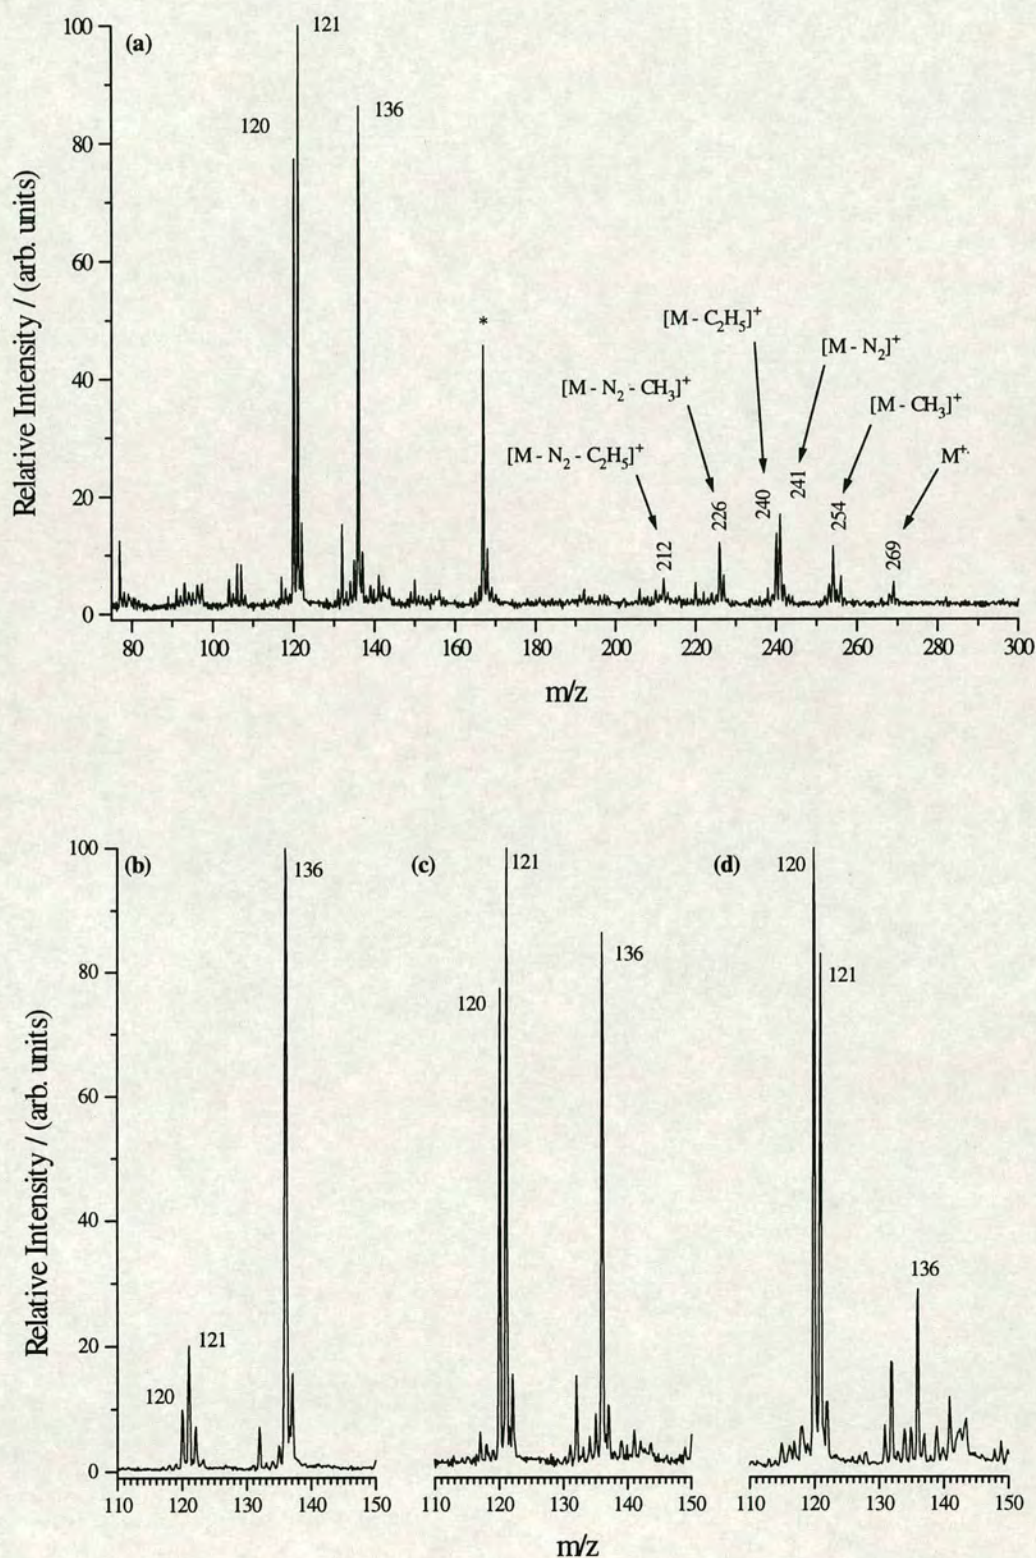 (a)
121
120
136
*
[M - C₂H₅]⁺
[M - N₂]⁺
[M - N₂ - CH₃]⁺
[M - CH₃]⁺
[M - N₂ - C₂H₅]⁺
M⁺·
212
226
240
241
254
269
100
80
60
40
20
0
Relative Intensity / (arb. units)
80 100 120 140 160 180 200 220 240 260 280 300
m/z
(b)
136
121
120
(c)
121
136
120
(d)
120
121
136
100
80
60
40
20
0
Relative Intensity / (arb. units)
110 120 130 140 150
110 120 130 140 150
110 120 130 140 150
m/z